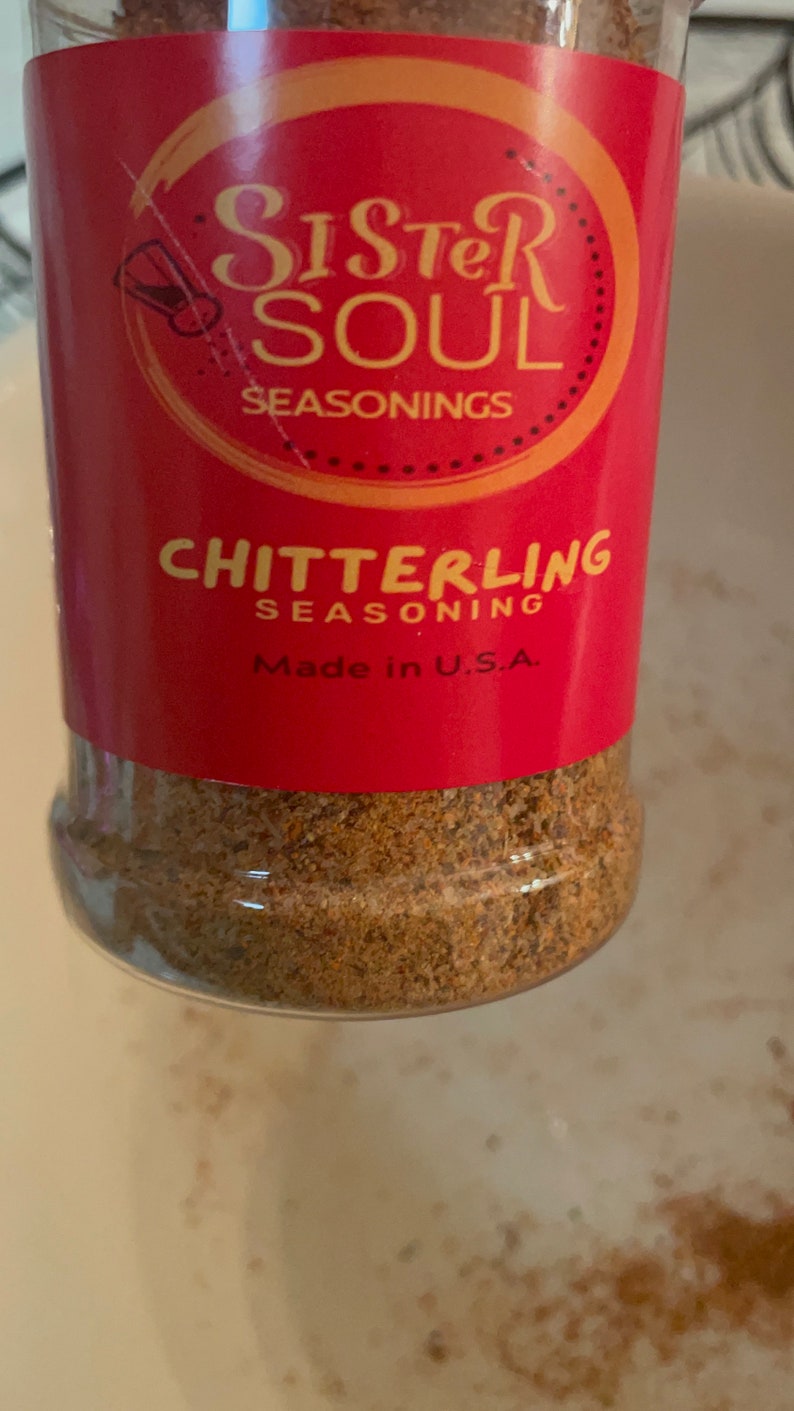 SISTeR
SOUL
SEASONINGS
CHITTERLING
SEASONING
Made in U.S.A.